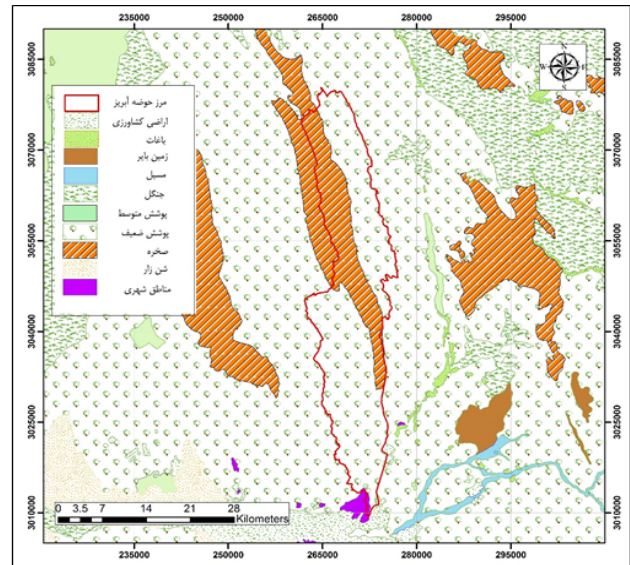 235000 250000 265000 280000 295000
3085000 3085000
N
W E
S
مرز حوضه آبریز
اراضی کشاورزی
باغات
3070000 3070000
زمین بایر
مسیل
جنگل
پوشش متوسط
پوشش ضعیف
3055000 3055000
صخره
شن زار
مناطق شهری
3040000 3040000
3025000 3025000
0 3.5 7 14 21 28
Kilometers
3010000 3010000
235000 250000 265000 280000 295000